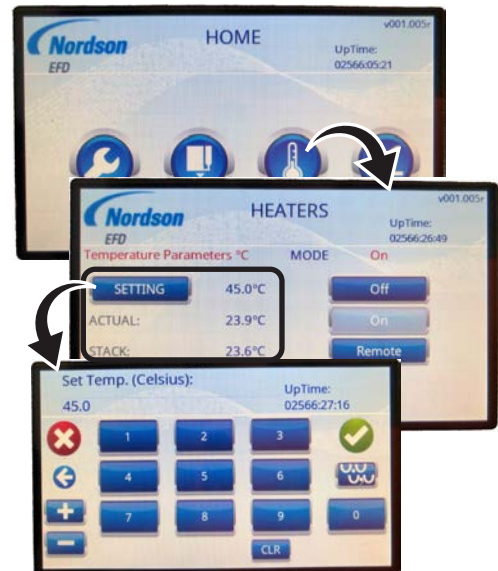 Nordson
EFD
HOME
v001.005r
UpTime:
02566:05:21
Nordson
EFD
HEATERS
v001.005r
UpTime:
02566:26:49
Temperature Parameters °C
MODE
On
SETTING
45.0°C
Off
ACTUAL:
23.9°C
On
STACK:
23.6°C
Remote
Set Temp. (Celsius):
UpTime:
45.0
02566:27:16
1
2
3
4
5
6
7
8
9
0
CLR